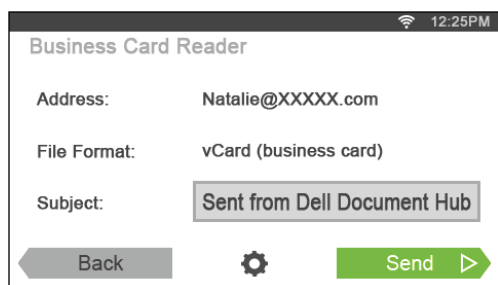 12:25PM
Business Card Reader
Address: Natalie@XXXXX.com
File Format: vCard (business card)
Subject: Sent from Dell Document Hub
Back Send